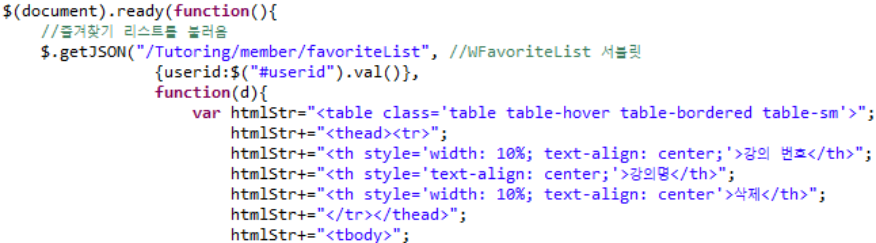 $(document).ready(function(){
//즐겨찾기 리스트를 불러옴
$.getJSON("/Tutoring/member/favoriteList", //WFavoriteList 서블릿
{userid:$("#userid").val()},
function(d){
var htmlStr="<table class='table table-hover table-bordered table-sm'>";
htmlStr+="<thead><tr>";
htmlStr+="<th style='width: 10%; text-align: center;'>강의 번호</th>";
htmlStr+="<th style='text-align: center;'>강의명</th>";
htmlStr+="<th style='width: 10%; text-align: center'>삭제</th>";
htmlStr+="</tr></thead>";
htmlStr+="<tbody>";